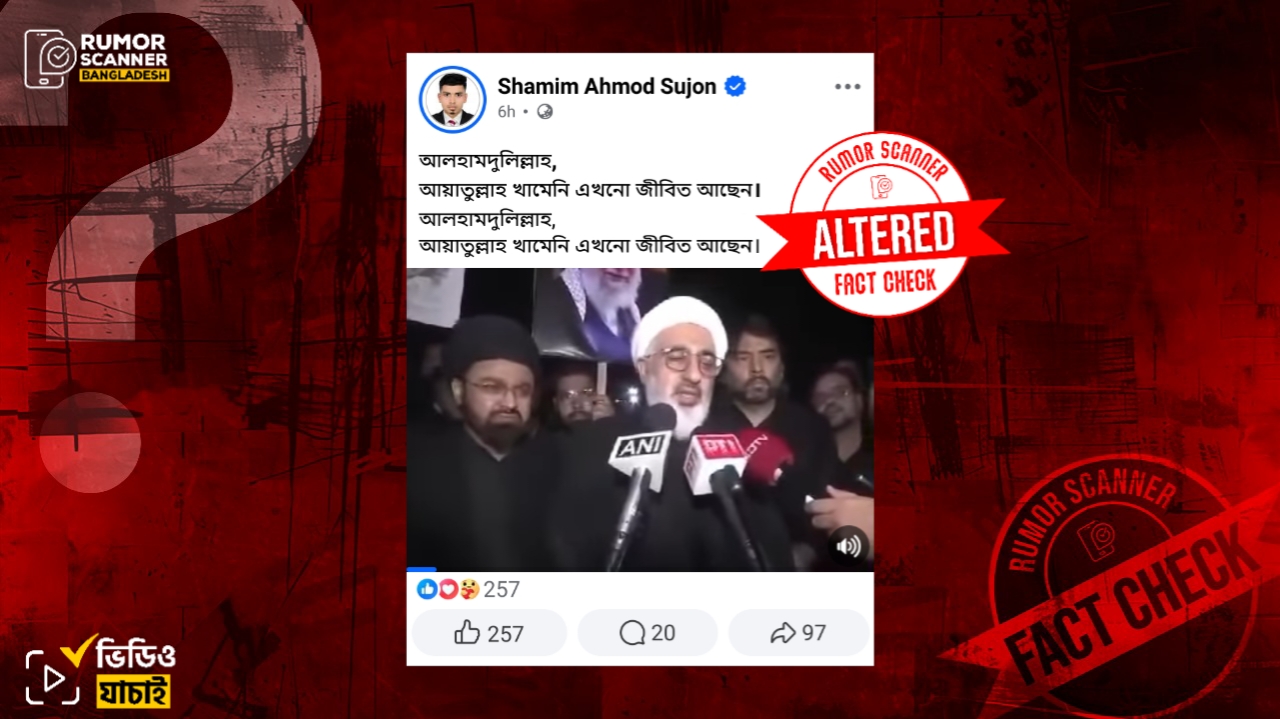 RUMOR
SCANNER
BANGLADESH
Shamim Ahmod Sujon
6h
আলহামদুলিল্লাহ,
আয়াতুল্লাহ খামেনি এখনো জীবিত আছেন।
আলহামদুলিল্লাহ,
আয়াতুল্লাহ খামেনি এখনো জীবিত আছেন।
RUMOR SCANNER
ALTERED
FACT CHECK
ANI
PTI
257
257
20
97
RUMOR SCANNER
FACT CHECK
ভিডিও
যাচাই